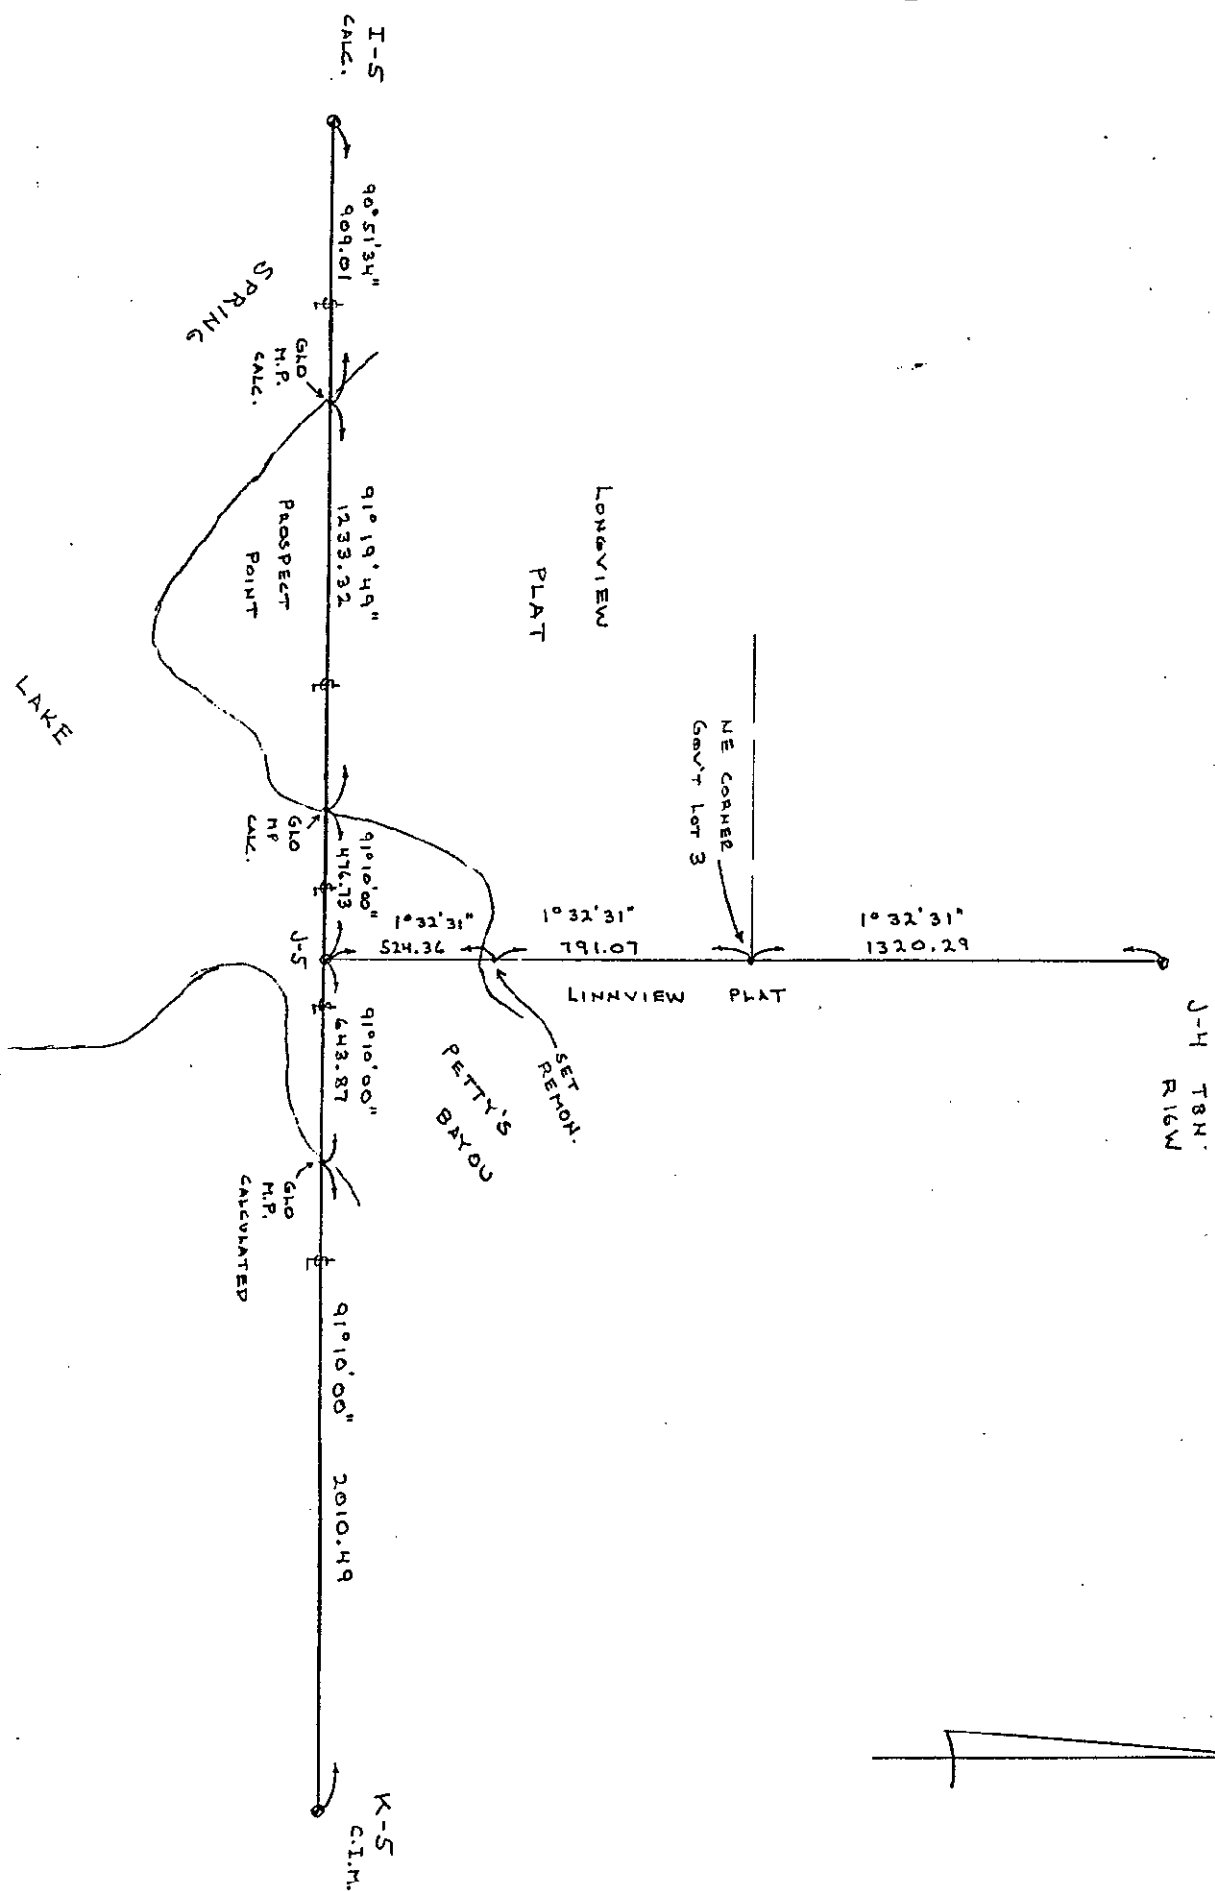 I-5
CALC.
90°51'34"
909.01
SPRING
GLO
M.P.
CALC.
91°19'49"
1233.32
PROSPECT
POINT
LONGVIEW
PLAT
LAKE
NE CORNER
GOV'T LOT 3
GLO
MP
CALC.
91°10'00"
476.73
J-5
1°32'31"
524.36
1°32'31"
791.07
1°32'31"
1320.29
LINNVIEW PLAT
J-4 T8N
R16W
SET
REMON.
PETTY'S
BAYOU
91°10'00"
643.87
GLO
M.P.
CALCULATED
91°10'00" 2010.49
K-5
C.I.M.